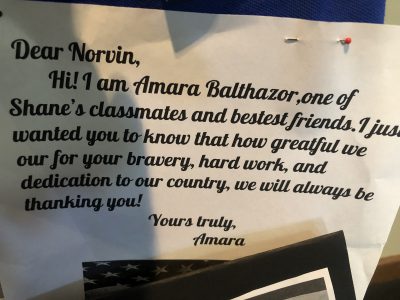 Dear Norvin,
Hi! I am Amara Balthazor,one of
Shane's classmates and bestest friends. I just
wanted you to know that how greatful we
our for your bravery, hard work, and
dedication to our country, we will always be
thanking you!
Yours truly,
Amara